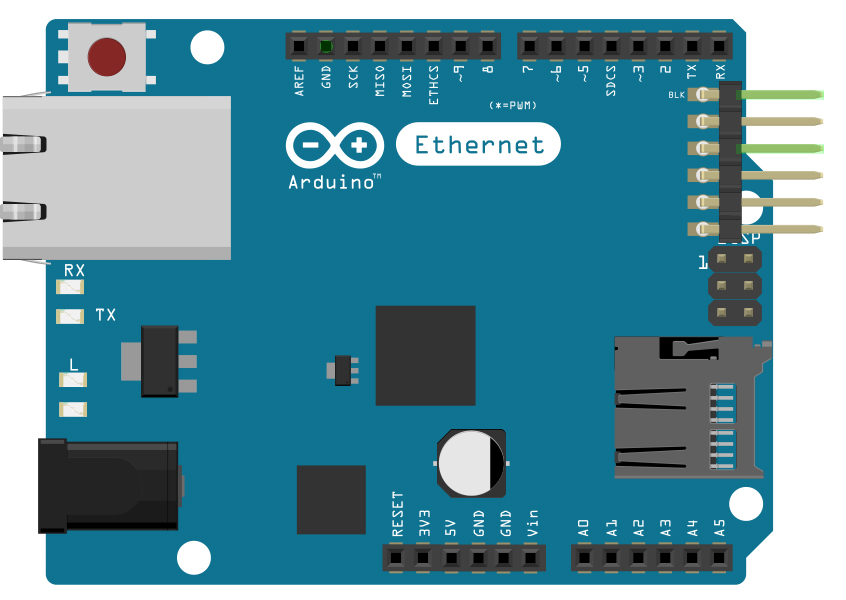 AREF GND SCK MISO MOSI ETHCS ~9 8 7 ~6 ~5 SDCS ~3 2 TX RX
(*=PWM)
BLK
Ethernet
Arduino™
1
RX
TX
L
RESET 3V3 5V GND GND Vin A0 A1 A2 A3 A4 A5